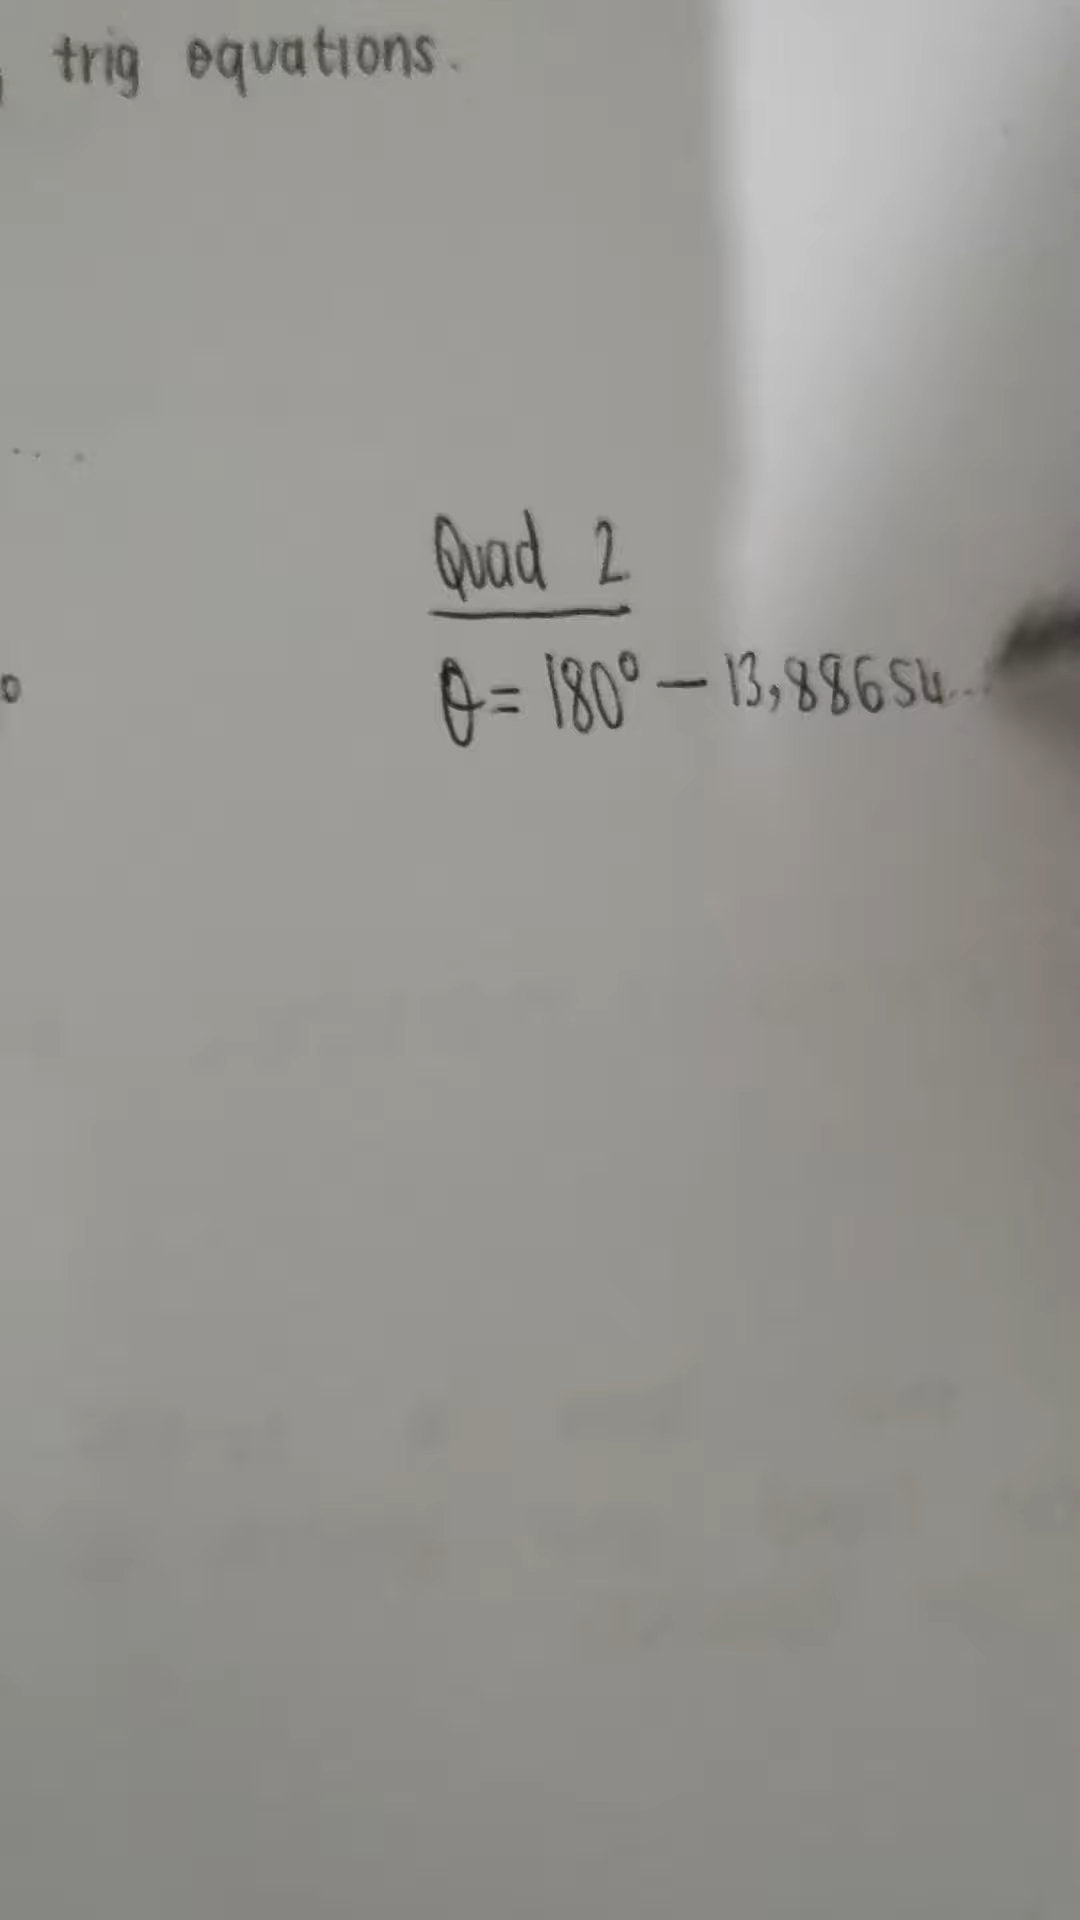 trig equations.
...
Quad 2
θ = 180° - 13,88654...